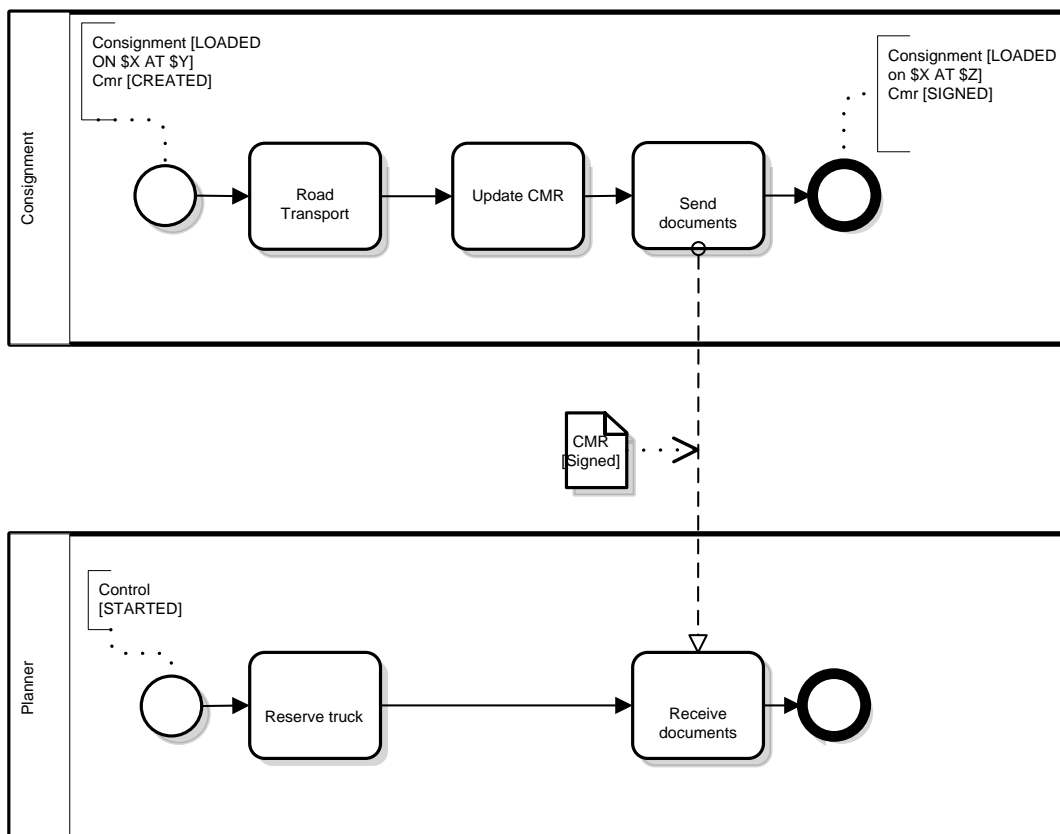 Consignment
Consignment [LOADED
ON $X AT $Y]
Cmr [CREATED]
Consignment [LOADED
on $X AT $Z]
Cmr [SIGNED]
Road
Transport
Update CMR
Send
documents
CMR
[Signed]
Planner
Control
[STARTED]
Reserve truck
Receive
documents